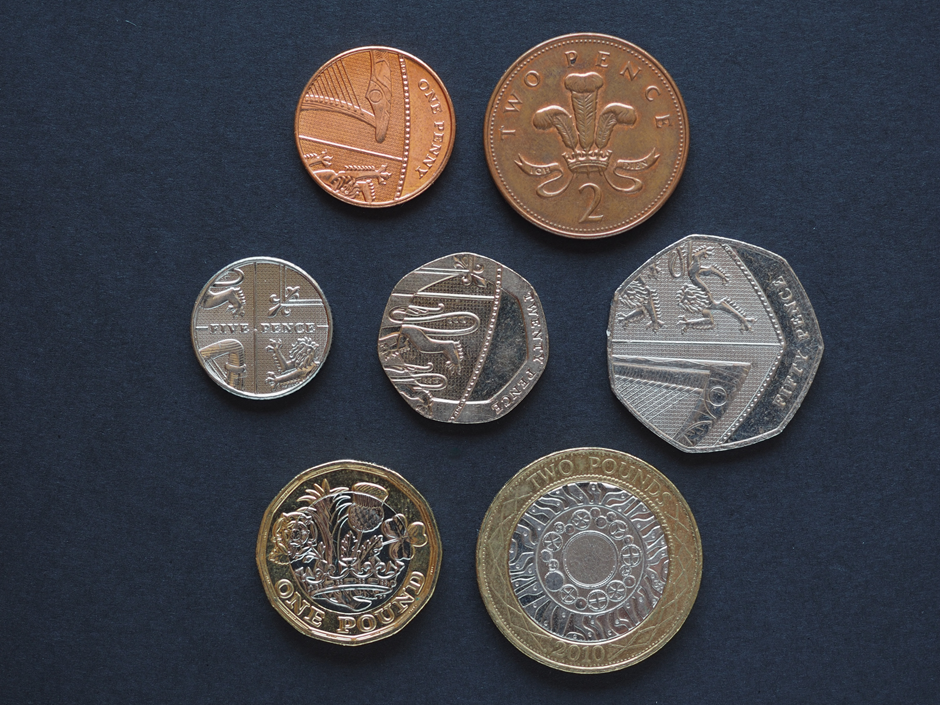 ONE PENNY
TWO PENCE
2
FIVE PENCE
TWENTY PENCE
FIFTY PENCE
ONE POUND
TWO POUNDS
2010